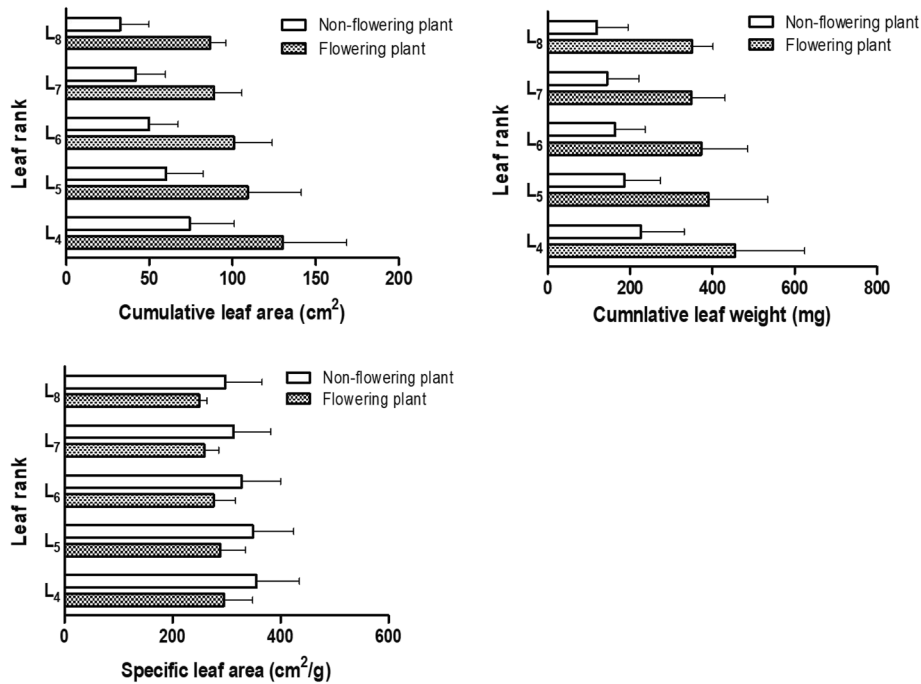 Leaf rank
L8
L7
L6
L5
L4
Non-flowering plant
Flowering plant
0 50 100 150 200
Cumulative leaf area (cm²)
Leaf rank
L8
L7
L6
L5
L4
Non-flowering plant
Flowering plant
0 200 400 600 800
Cumnlative leaf weight (mg)
Leaf rank
L8
L7
L6
L5
L4
Non-flowering plant
Flowering plant
0 200 400 600
Specific leaf area (cm²/g)